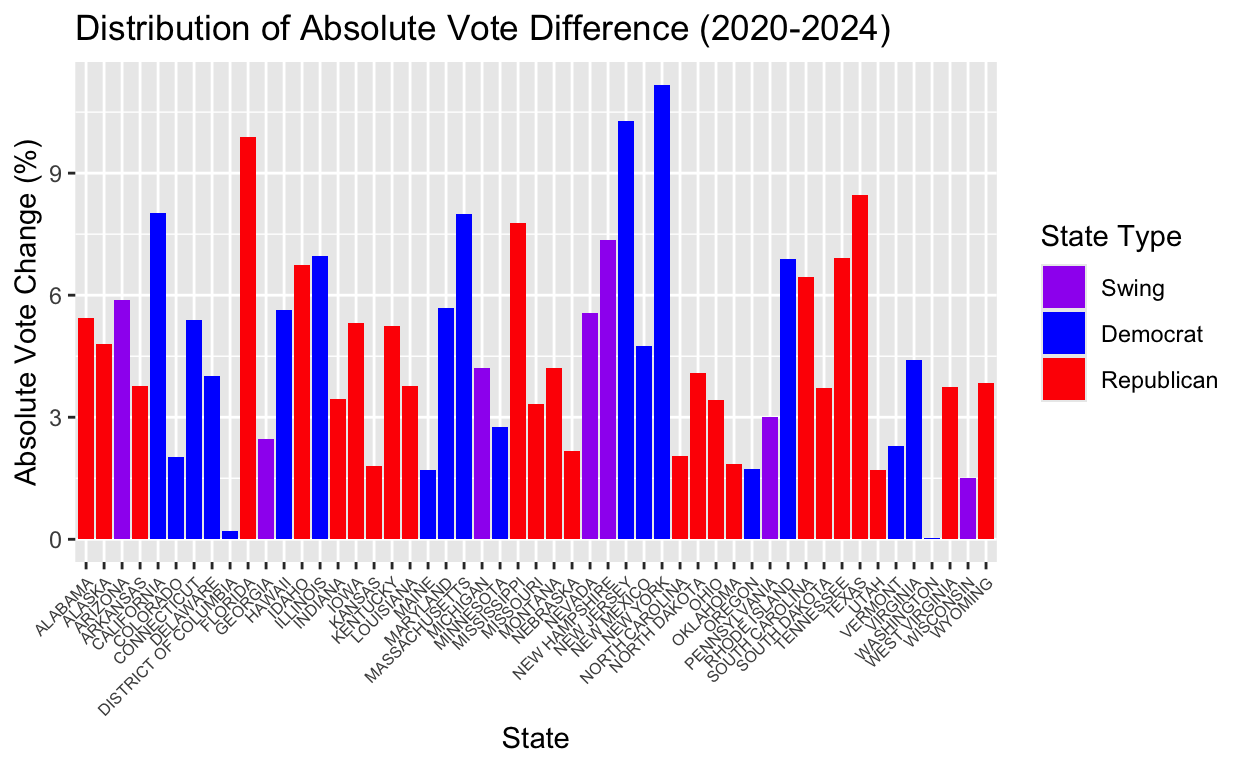 Distribution of Absolute Vote Difference (2020-2024)
Absolute Vote Change (%)
9
6
3
0
ALABAMA
ALASKA
ARIZONA
ARKANSAS
CALIFORNIA
COLORADO
CONNECTICUT
DELAWARE
DISTRICT OF COLUMBIA
FLORIDA
GEORGIA
HAWAII
IDAHO
ILLINOIS
INDIANA
IOWA
KANSAS
KENTUCKY
LOUISIANA
MAINE
MARYLAND
MASSACHUSETTS
MICHIGAN
MINNESOTA
MISSISSIPPI
MISSOURI
MONTANA
NEBRASKA
NEVADA
NEW HAMPSHIRE
NEW JERSEY
NEW MEXICO
NEW YORK
NORTH CAROLINA
NORTH DAKOTA
OHIO
OKLAHOMA
OREGON
PENNSYLVANIA
RHODE ISLAND
SOUTH CAROLINA
SOUTH DAKOTA
TENNESSEE
TEXAS
UTAH
VERMONT
VIRGINIA
WASHINGTON
WEST VIRGINIA
WISCONSIN
WYOMING
State
State Type
Swing
Democrat
Republican